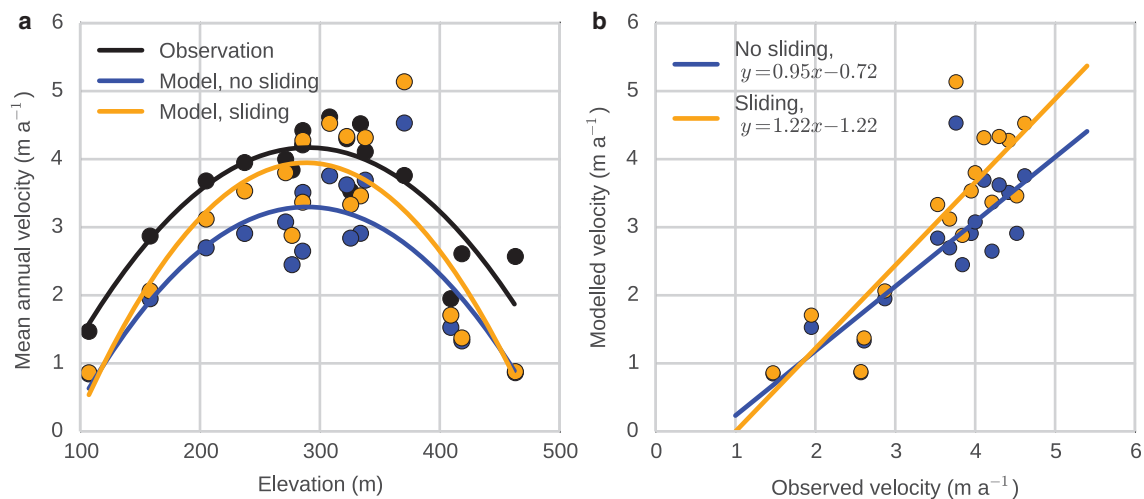 a
6
5
4
3
2
1
0
Mean annual velocity (m a⁻¹)
Observation
Model, no sliding
Model, sliding
100 200 300 400 500
Elevation (m)
b
6
5
4
3
2
1
0
Modelled velocity (m a⁻¹)
No sliding,
y=0.95x−0.72
Sliding,
y=1.22x−1.22
0 1 2 3 4 5 6
Observed velocity (m a⁻¹)